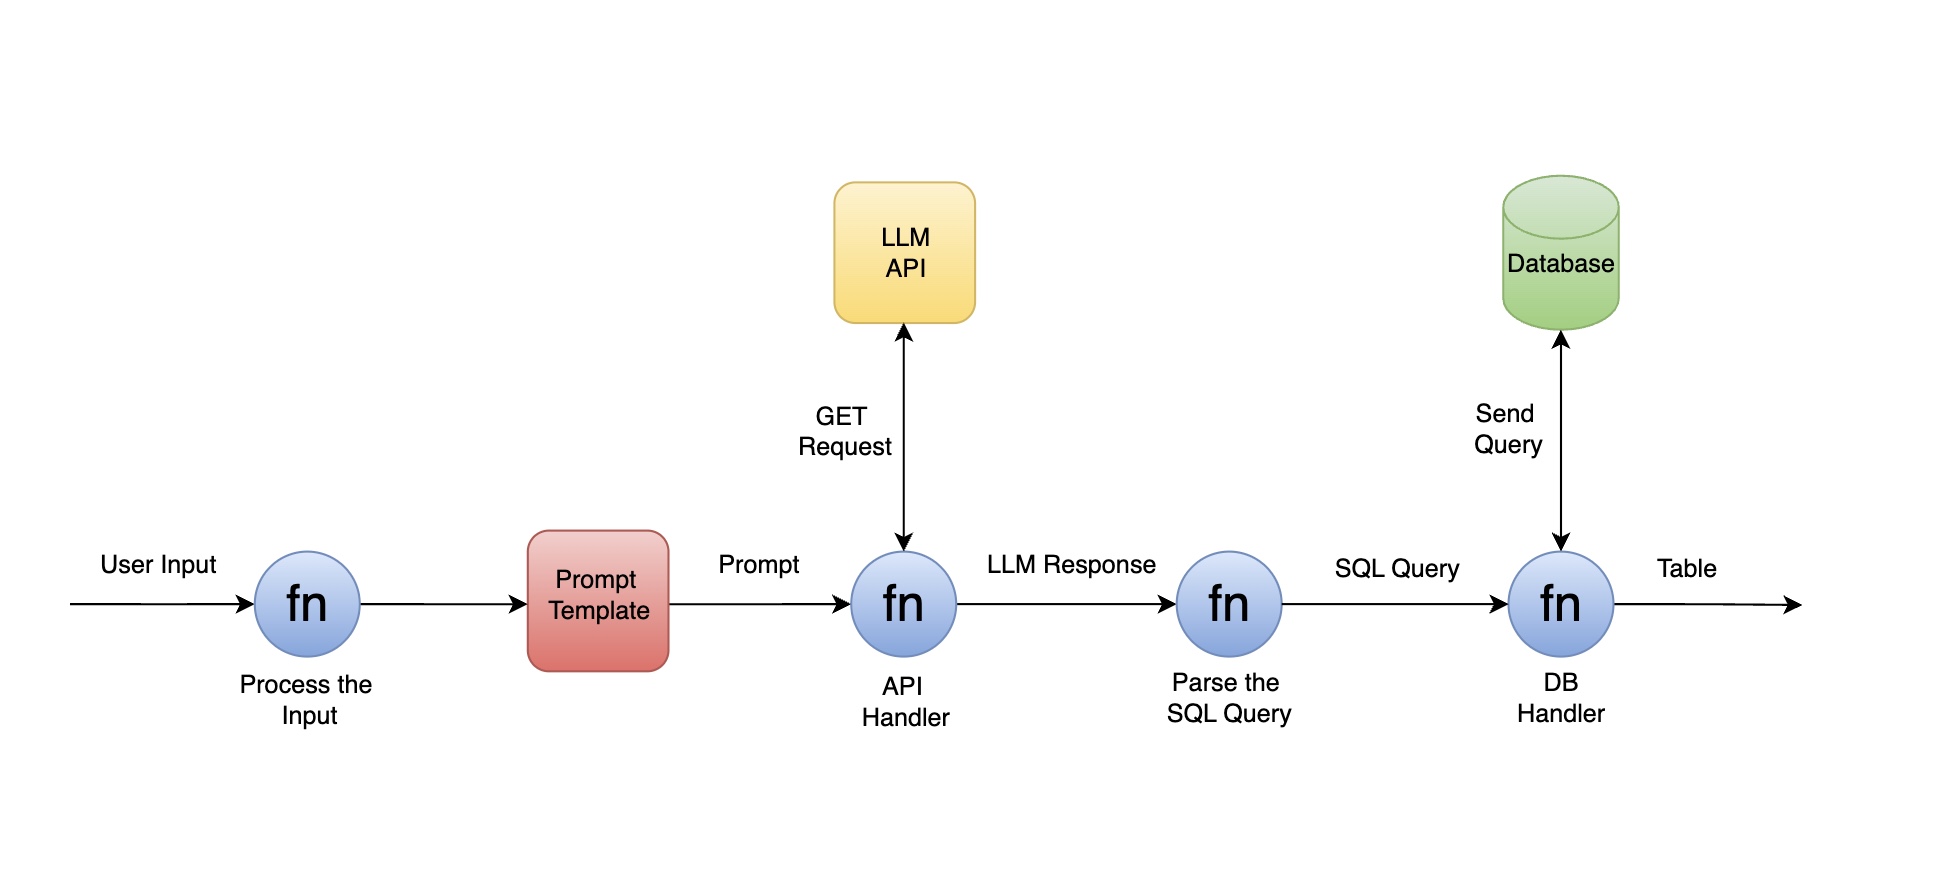 LLM
API
Database
GET
Request
Send
Query
User Input
fn
Process the
Input
Prompt
Template
Prompt
fn
API
Handler
LLM Response
fn
Parse the
SQL Query
SQL Query
fn
DB
Handler
Table